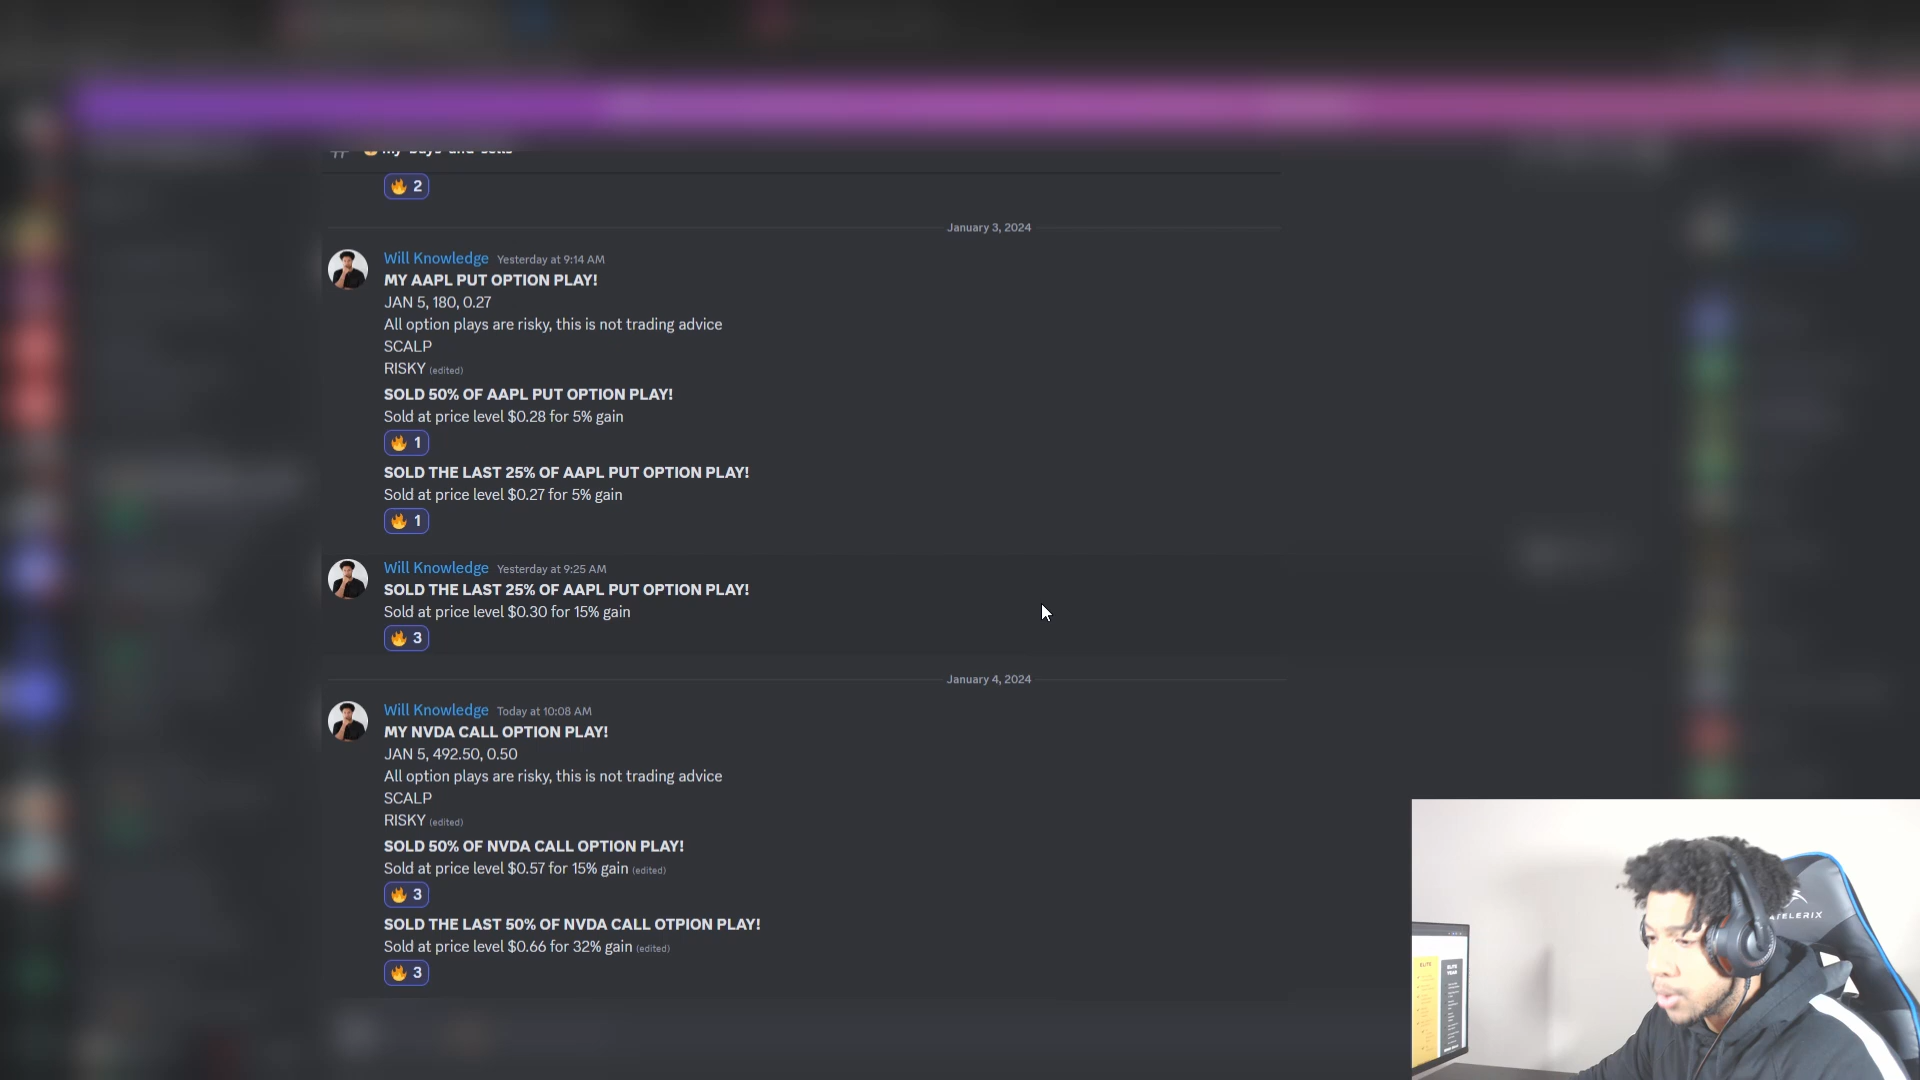 2
January 3, 2024
Will Knowledge Yesterday at 9:14 AM
MY AAPL PUT OPTION PLAY!
JAN 5, 180, 0.27
All option plays are risky, this is not trading advice
SCALP
RISKY (edited)
SOLD 50% OF AAPL PUT OPTION PLAY!
Sold at price level $0.28 for 5% gain
1
SOLD THE LAST 25% OF AAPL PUT OPTION PLAY!
Sold at price level $0.27 for 5% gain
1
Will Knowledge Yesterday at 9:25 AM
SOLD THE LAST 25% OF AAPL PUT OPTION PLAY!
Sold at price level $0.30 for 15% gain
3
January 4, 2024
Will Knowledge Today at 10:08 AM
MY NVDA CALL OPTION PLAY!
JAN 5, 492.50, 0.50
All option plays are risky, this is not trading advice
SCALP
RISKY (edited)
SOLD 50% OF NVDA CALL OPTION PLAY!
Sold at price level $0.57 for 15% gain (edited)
3
SOLD THE LAST 50% OF NVDA CALL OTPION PLAY!
Sold at price level $0.66 for 32% gain (edited)
3